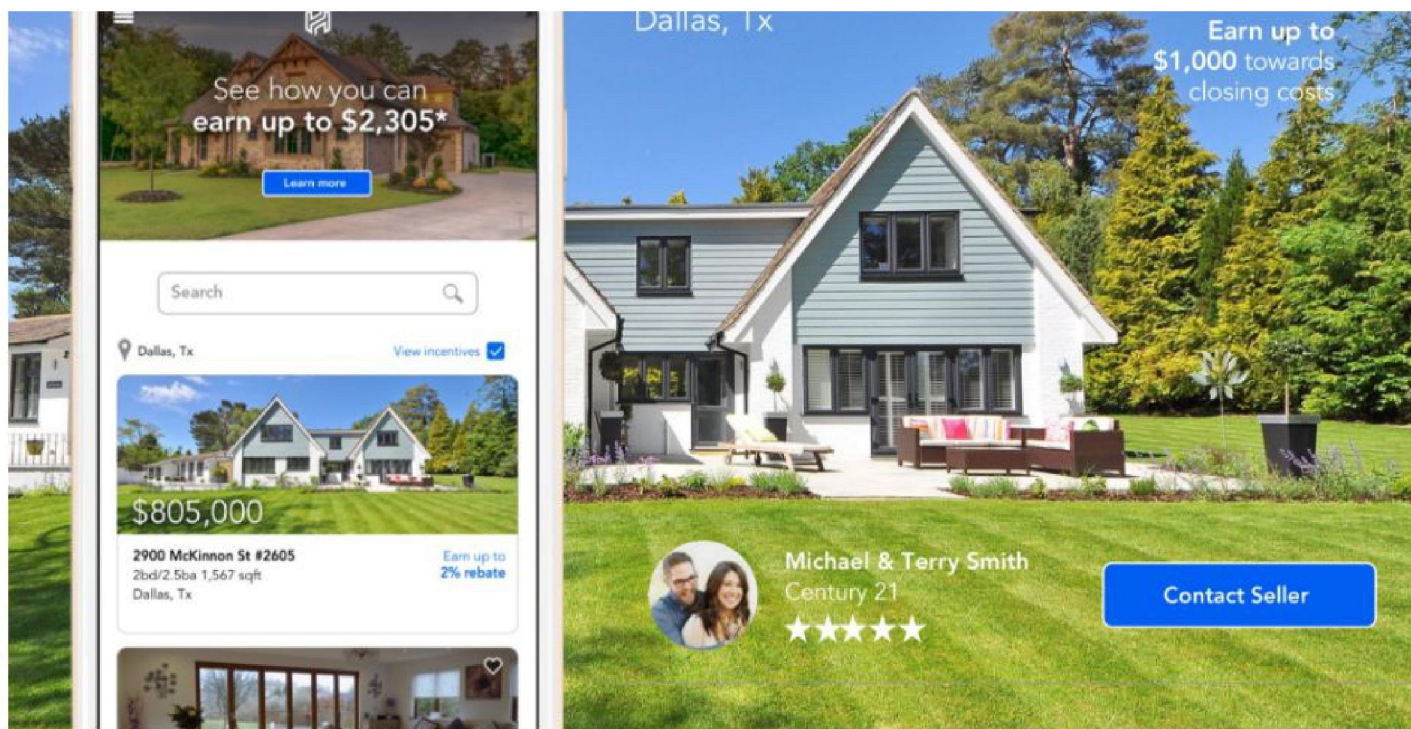 See how you can
earn up to $2,305*
Learn more
Search
Dallas, Tx
View incentives
$805,000
2900 McKinnon St #2605
2bd/2.5ba 1,567 sqft
Dallas, Tx
Earn up to
2% rebate
Dallas, Tx
Earn up to
$1,000 towards
closing costs
Michael & Terry Smith
Century 21
Contact Seller